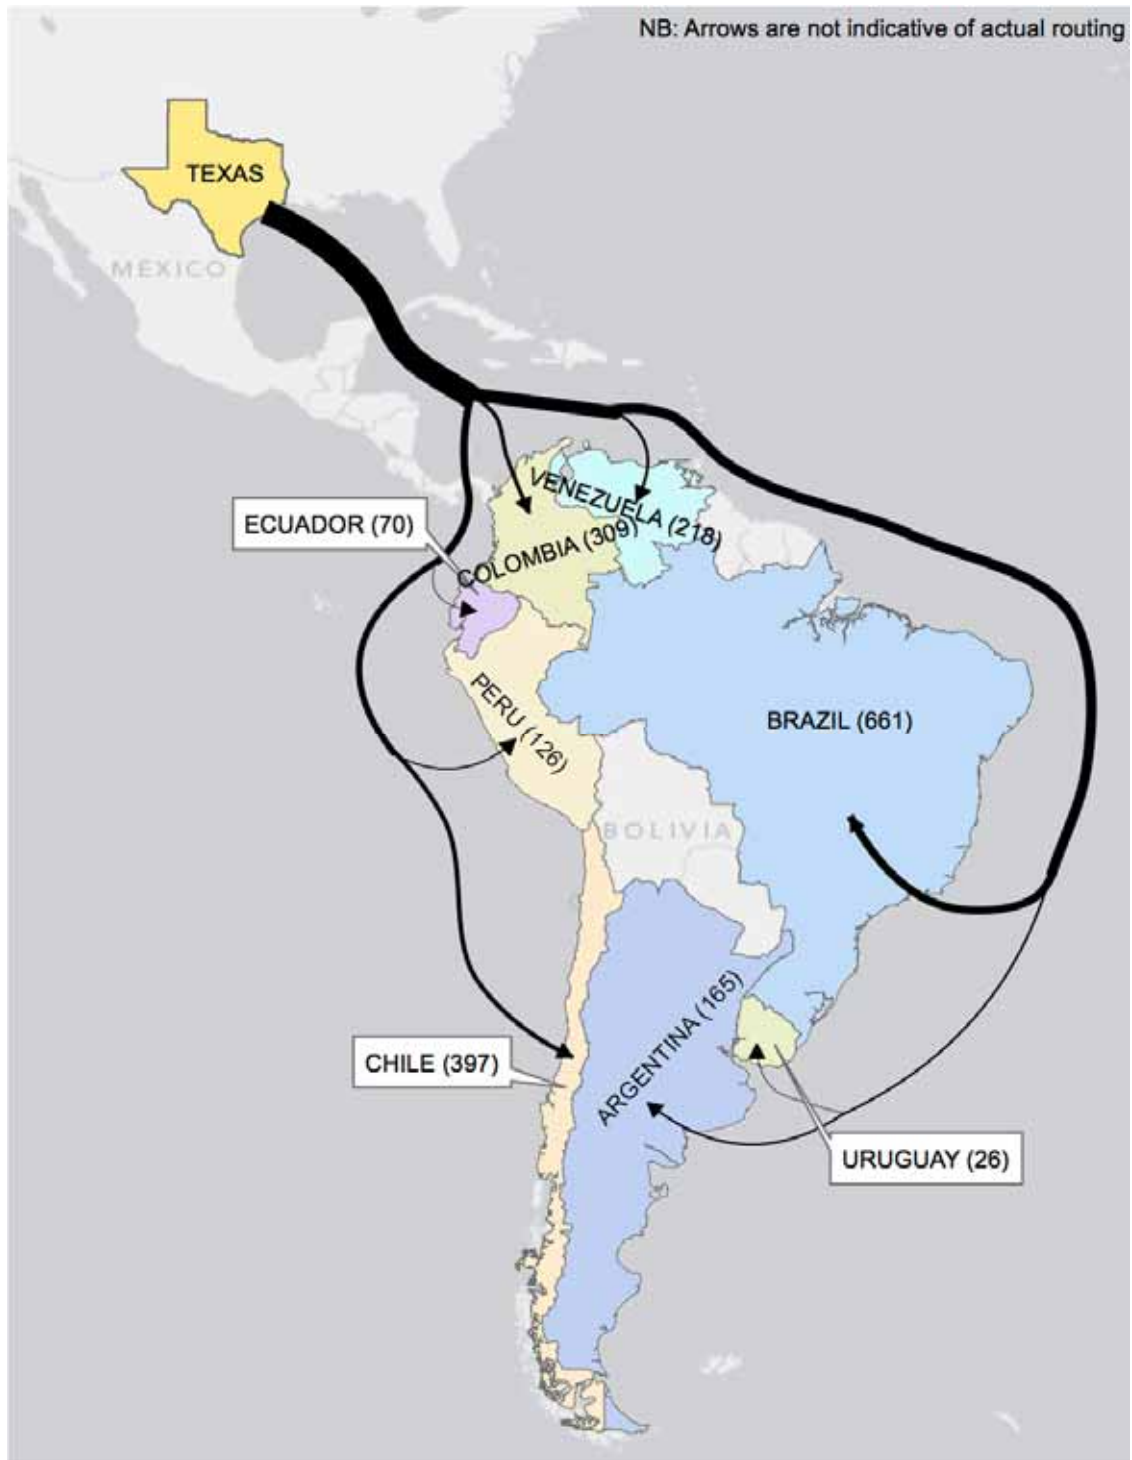 NB: Arrows are not indicative of actual routing
TEXAS
MÉXICO
VENEZUELA (218)
ECUADOR (70)
COLOMBIA (309)
PERU (126)
BRAZIL (661)
BOLIVIA
ARGENTINA (165)
CHILE (397)
URUGUAY (26)